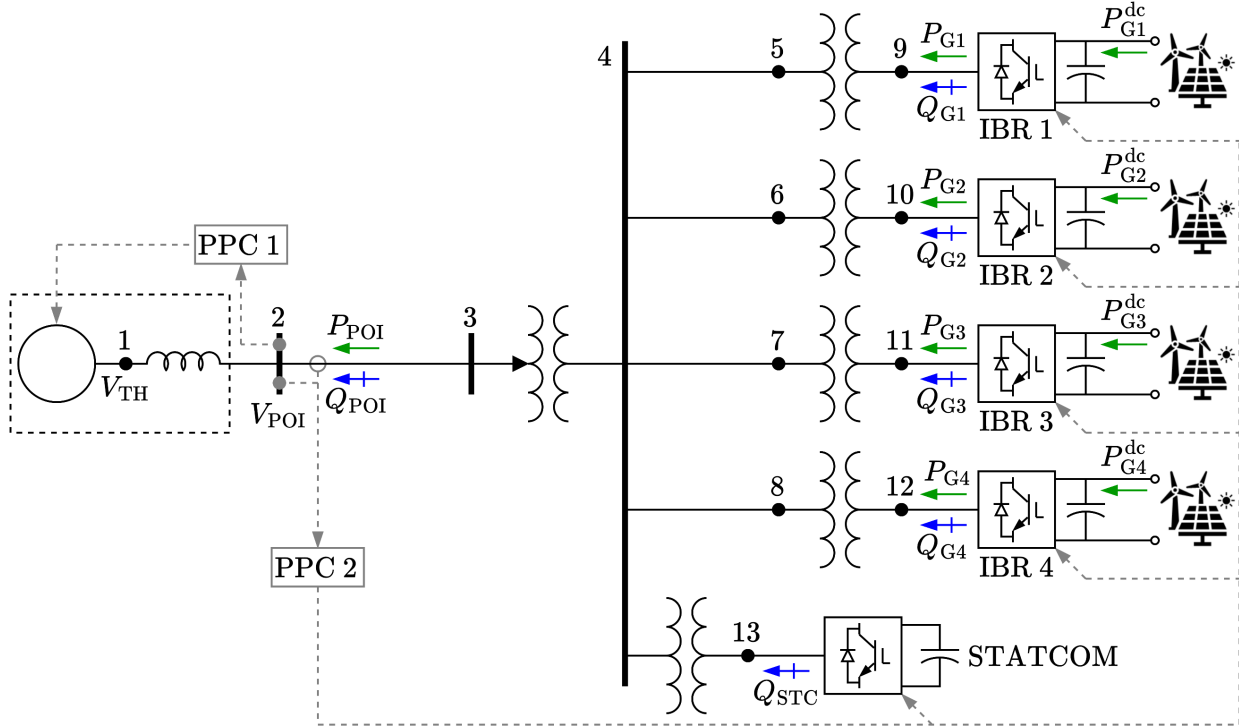 4
5
9
P_G1
Q_G1
IBR 1
P_G1^dc
6
10
P_G2
Q_G2
IBR 2
P_G2^dc
PPC 1
1
V_TH
2
V_POI
P_POI
Q_POI
3
7
11
P_G3
Q_G3
IBR 3
P_G3^dc
8
12
P_G4
Q_G4
IBR 4
P_G4^dc
PPC 2
13
Q_STC
STATCOM